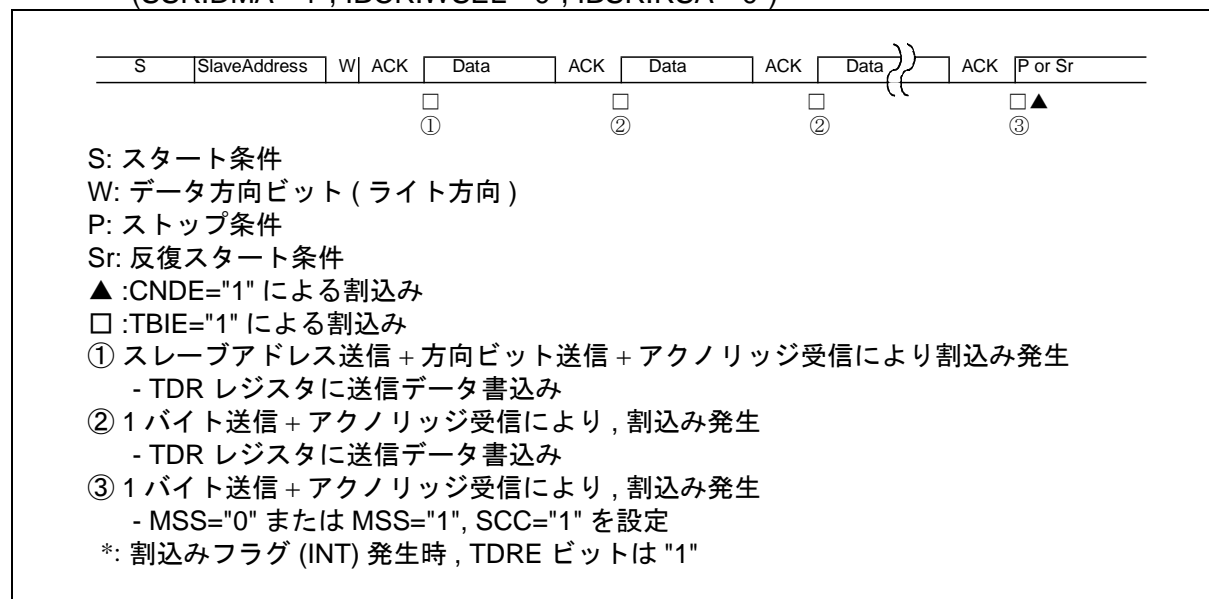 (SSR:DMA="1", IBSR:WSEL="0", IBSR:RSA="0")
S SlaveAddress W ACK Data ACK Data ACK Data ACK P or Sr
□ □ □ □▲
① ② ② ③
S: スタート条件
W: データ方向ビット ( ライト方向 )
P: ストップ条件
Sr: 反復スタート条件
▲ :CNDE="1" による割込み
□ :TBIE="1" による割込み
① スレーブアドレス送信 + 方向ビット送信 + アクノリッジ受信により割込み発生
- TDR レジスタに送信データ書込み
② 1 バイト送信 + アクノリッジ受信により , 割込み発生
- TDR レジスタに送信データ書込み
③ 1 バイト送信 + アクノリッジ受信により , 割込み発生
- MSS="0" または MSS="1", SCC="1" を設定
*: 割込みフラグ (INT) 発生時 , TDRE ビットは "1"